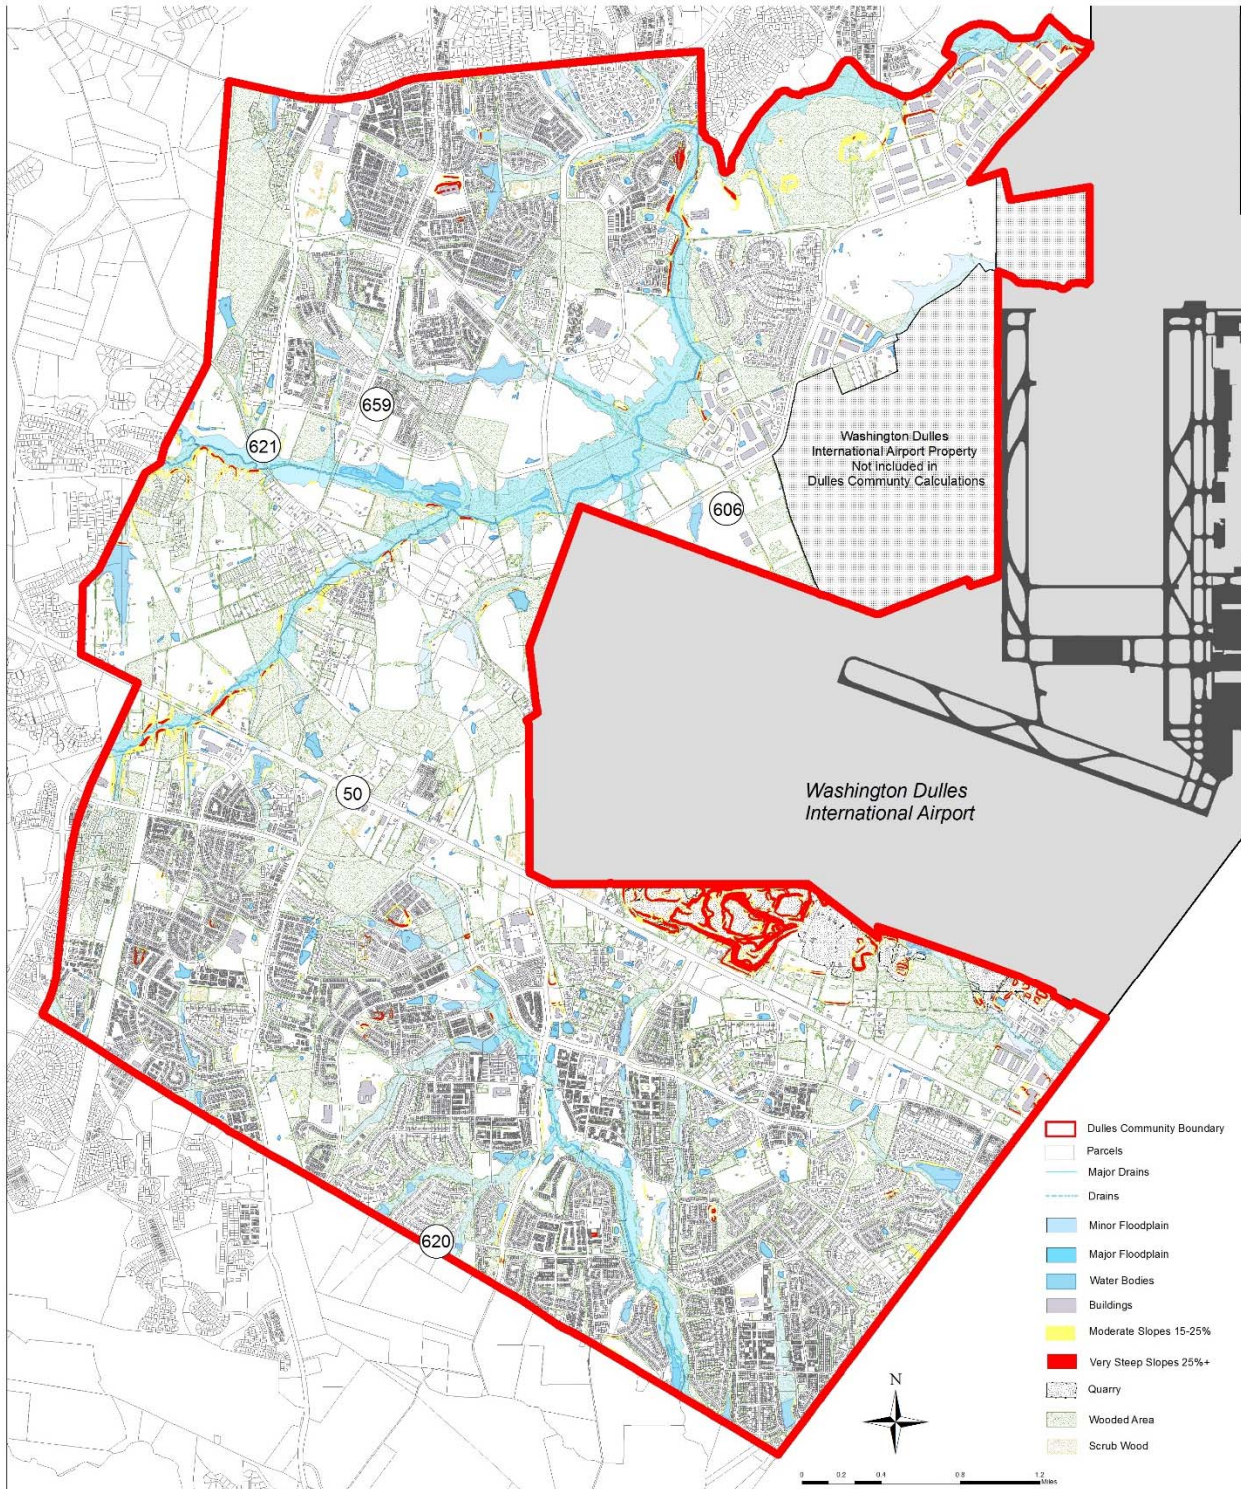 659
621
Washington Dulles
International Airport Property
Not Included in
Dulles Community Calculations
606
Washington Dulles
International Airport
50
620
Dulles Community Boundary
Parcels
Major Drains
Drains
Minor Floodplain
Major Floodplain
Water Bodies
Buildings
Moderate Slopes 15-25%
Very Steep Slopes 25%+
Quarry
Wooded Area
Scrub Wood
N
0 0.2 0.4 0.8 1.2
Miles